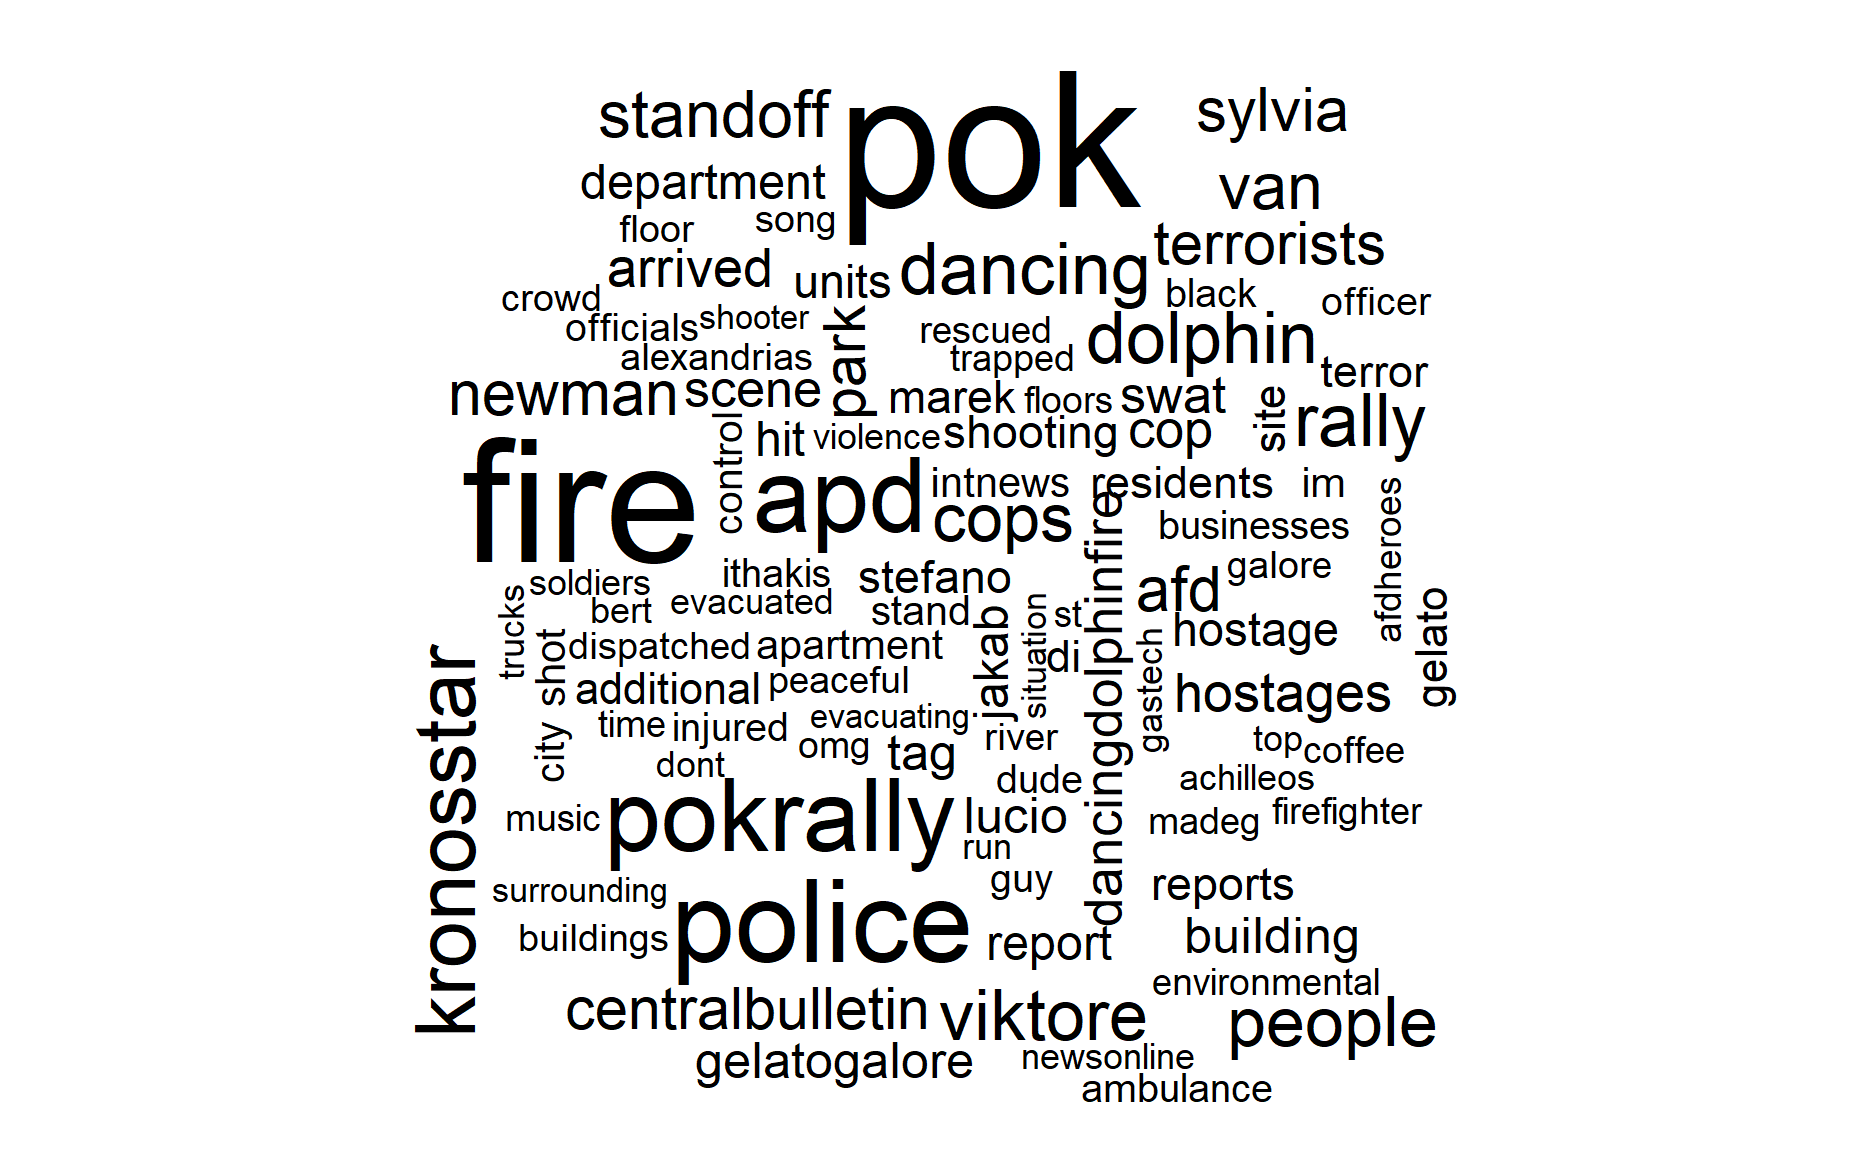 pok
standoff
sylvia
department
van
floor
song
terrorists
arrived
units
dancing
crowd
black
officer
officials
shooter
park
rescued
dolphin
alexandrias
trapped
terror
newman
scene
marek
floors
swat
site
rally
control
hit
violence
shooting
cop
fire
apd
intnews
residents
im
cops
businesses
afdheroes
ithakis
stefano
dancingdolphinfire
afd
galore
soldiers
trucks
bert
evacuated
stand
jakab
situation
st
hostage
gelato
shot
dispatched
apartment
di
gastech
kronosstar
additional
peaceful
hostages
city
time
injured
evacuating
omg
tag
river
top
coffee
dont
dude
achilleos
music
pokrally
lucio
madeg
firefighter
run
surrounding
police
guy
reports
buildings
report
building
environmental
centralbulletin
viktore
people
gelatogalore
newsonline
ambulance